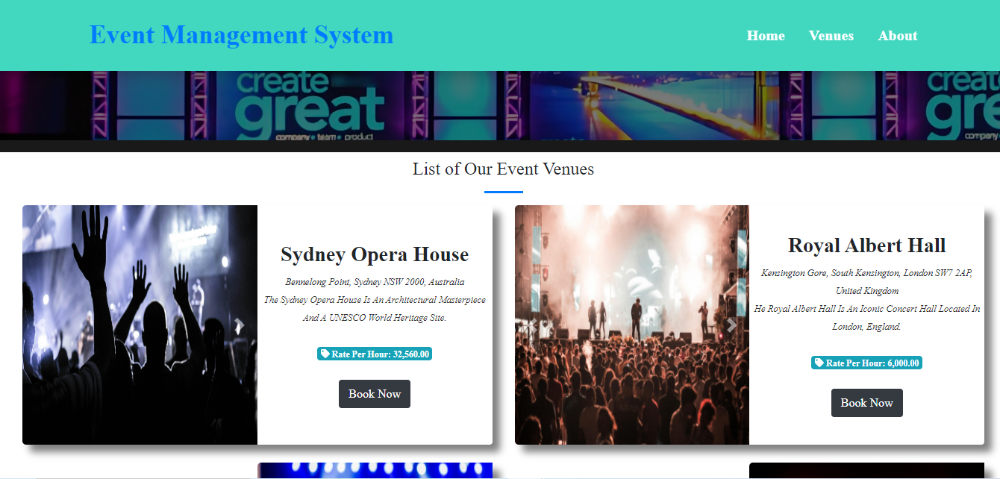 Event Management System
Home Venues About
create
great
company • team • product
create
List of Our Event Venues
Sydney Opera House
Bennelong Point, Sydney NSW 2000, Australia
The Sydney Opera House Is An Architectural Masterpiece
And A UNESCO World Heritage Site.
Rate Per Hour: 32,560.00
Book Now
Royal Albert Hall
Kensington Gore, South Kensington, London SW7 2AP,
United Kingdom
He Royal Albert Hall Is An Iconic Concert Hall Located In
London, England.
Rate Per Hour: 6,000.00
Book Now